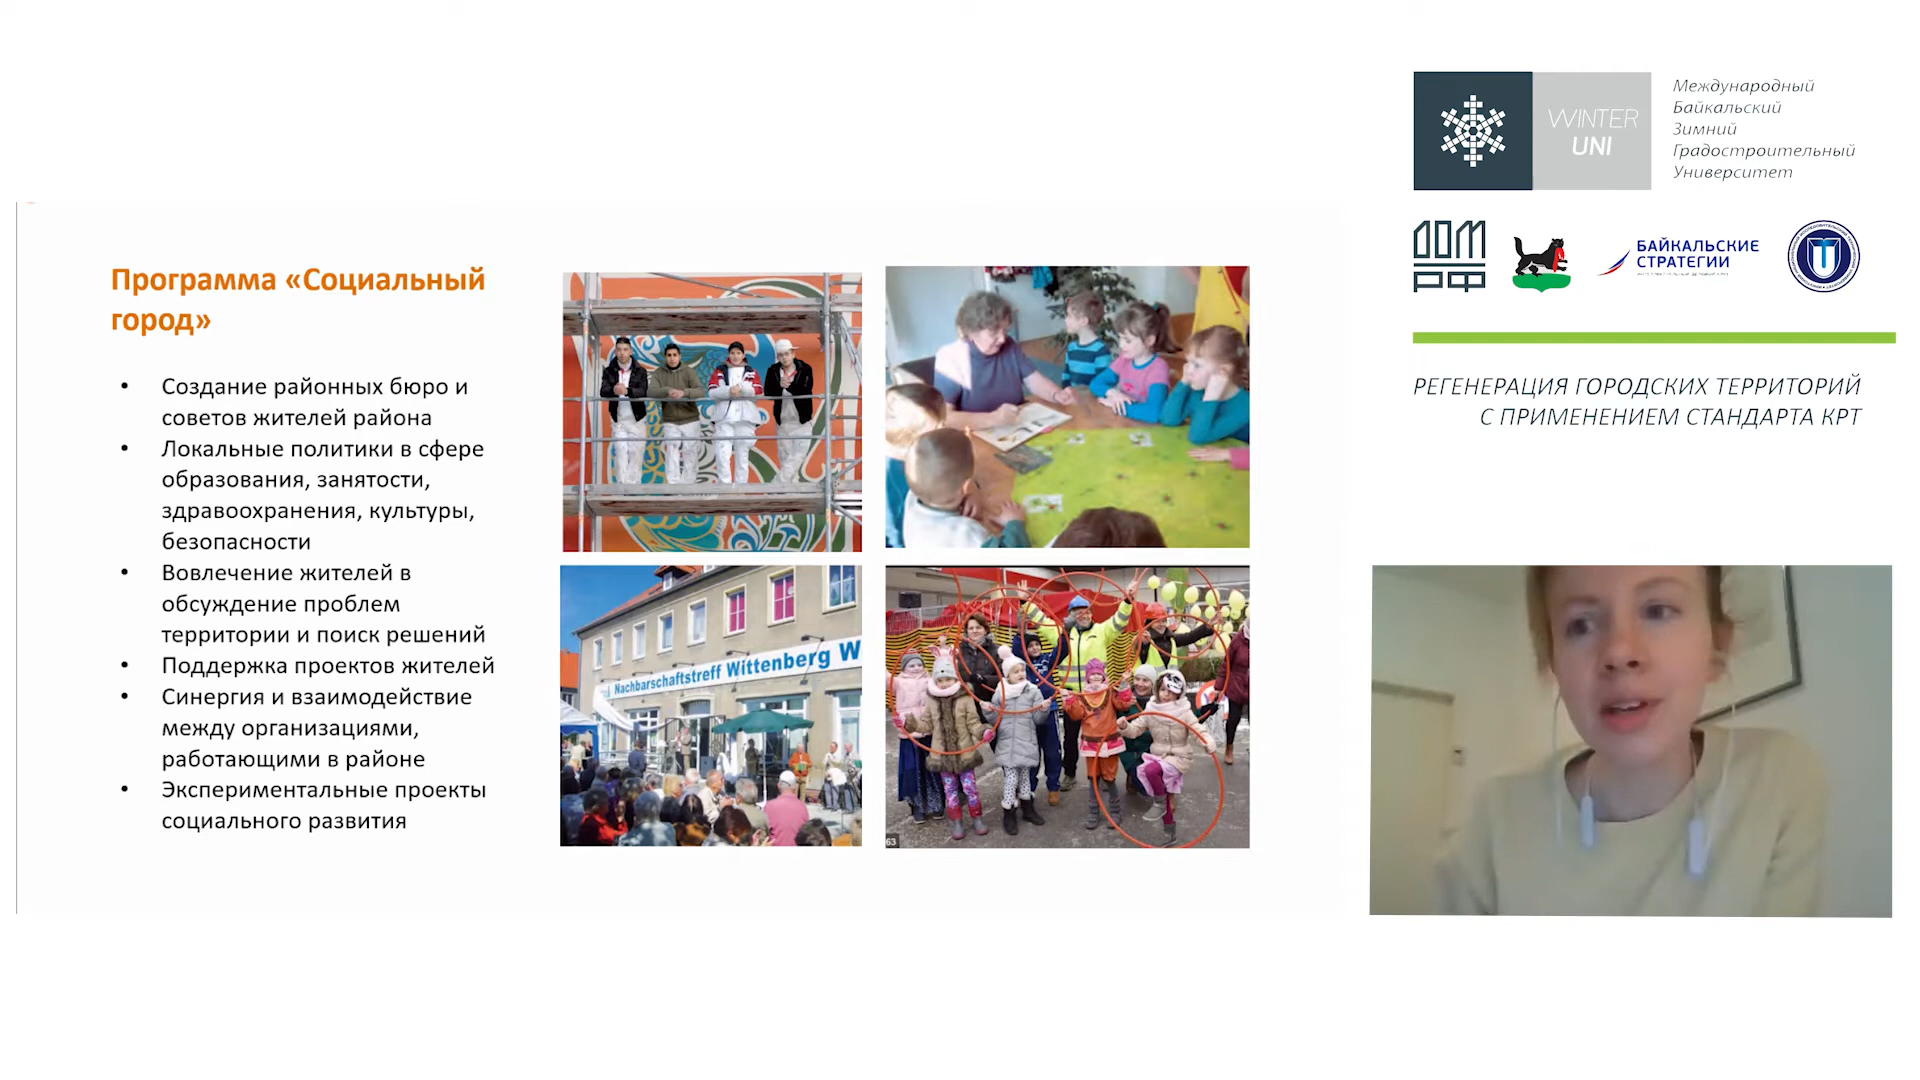 Программа «Социальный
город»
• Создание районных бюро и
советов жителей района
• Локальные политики в сфере
образования, занятости,
здравоохранения, культуры,
безопасности
• Вовлечение жителей в
обсуждение проблем
территории и поиск решений
• Поддержка проектов жителей
• Синергия и взаимодействие
между организациями,
работающими в районе
• Экспериментальные проекты
социального развития
Nachbarschaftstreff Wittenberg W
63
WINTER
UNI
Международный
Байкальский
Зимний
Градостроительный
Университет
ДОМ
РФ
БАЙКАЛЬСКИЕ
СТРАТЕГИИ
РЕГЕНЕРАЦИЯ ГОРОДСКИХ ТЕРРИТОРИЙ
С ПРИМЕНЕНИЕМ СТАНДАРТА КРТ